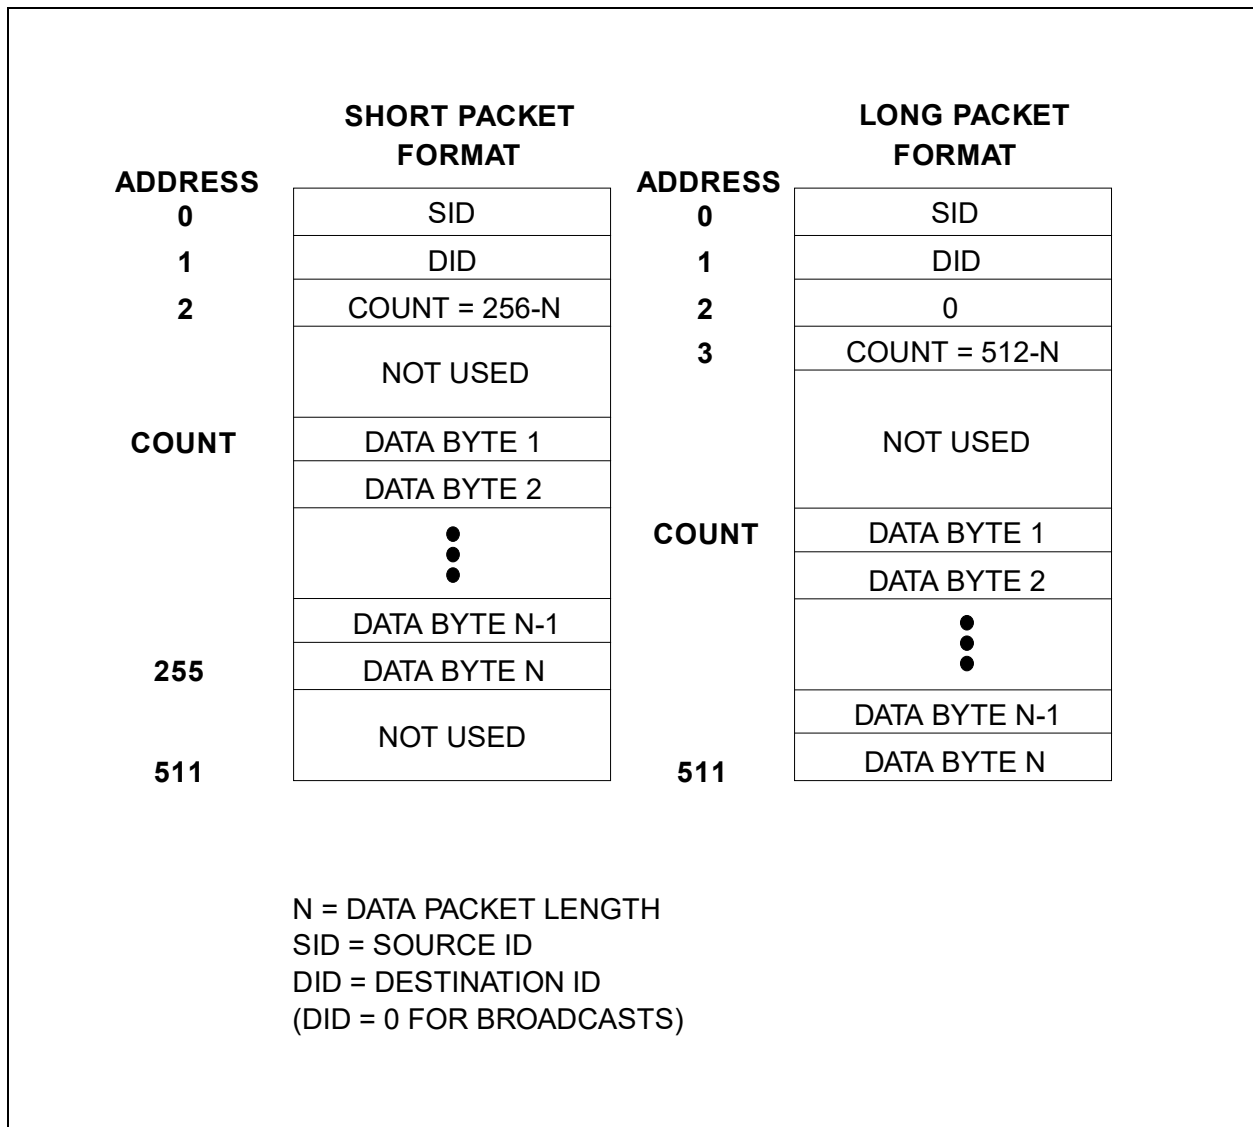 SHORT PACKET
FORMAT
ADDRESS
0
SID
1
DID
2
COUNT = 256-N
NOT USED
COUNT
DATA BYTE 1
DATA BYTE 2
DATA BYTE N-1
255
DATA BYTE N
NOT USED
511
LONG PACKET
FORMAT
ADDRESS
0
SID
1
DID
2
0
3
COUNT = 512-N
NOT USED
COUNT
DATA BYTE 1
DATA BYTE 2
DATA BYTE N-1
511
DATA BYTE N
N = DATA PACKET LENGTH
SID = SOURCE ID
DID = DESTINATION ID
(DID = 0 FOR BROADCASTS)